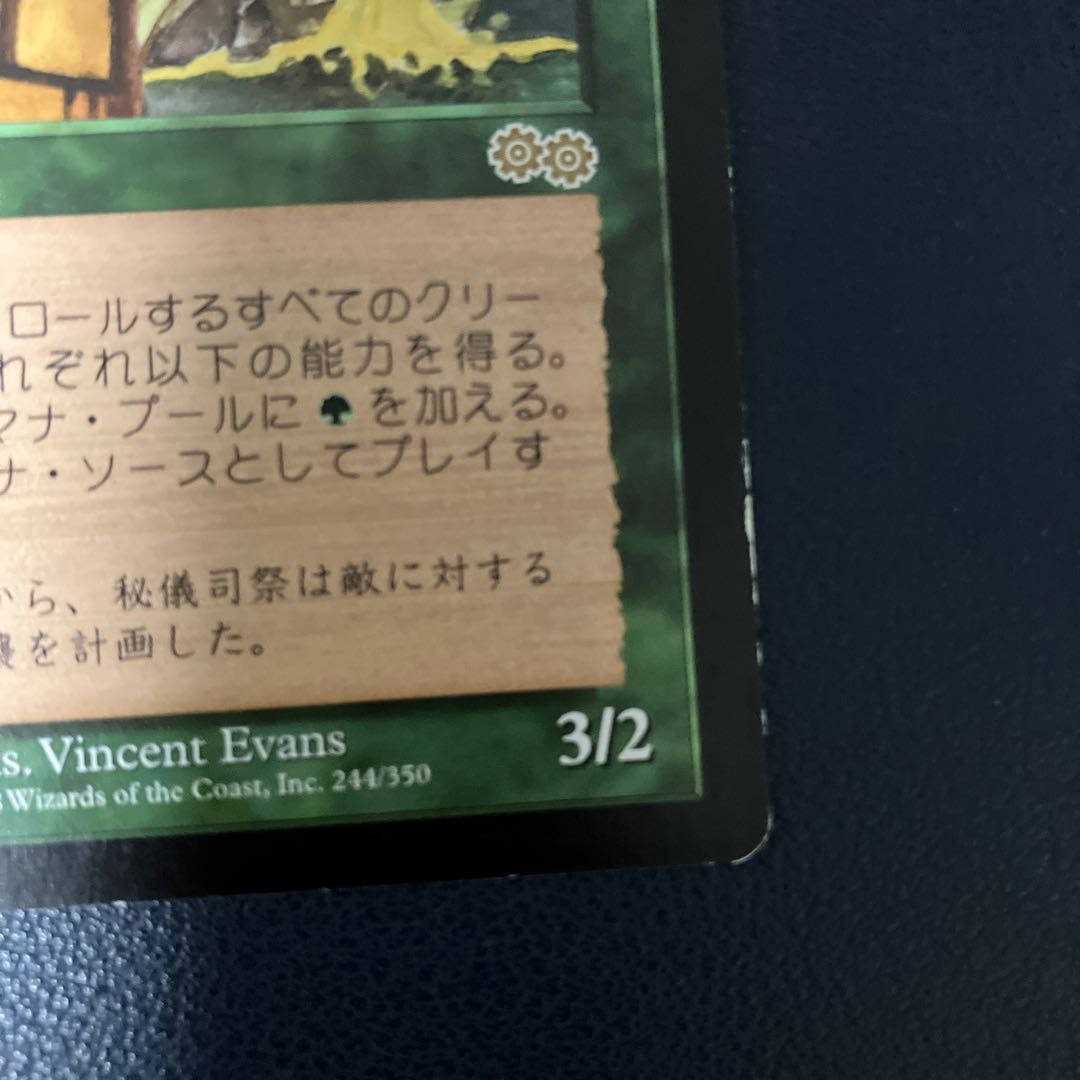 ロールするすべてのクリー
れぞれ以下の能力を得る。
マナ・プールに を加える。
ナ・ソースとしてプレイす
から、秘儀司祭は敵に対する
を計画した。
s. Vincent Evans
3/2
Wizards of the Coast, Inc. 244/350